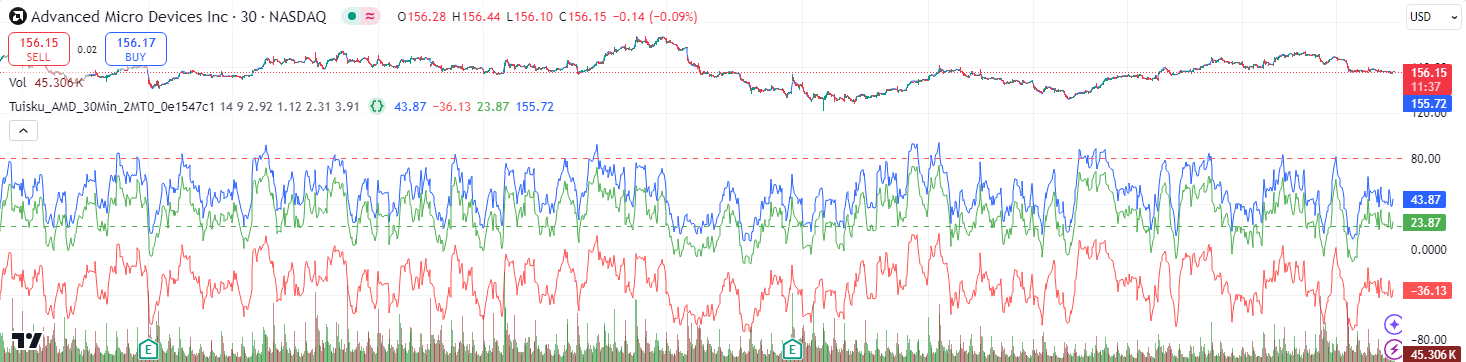 Advanced Micro Devices Inc · 30 · NASDAQ O156.28 H156.44 L156.10 C156.15 −0.14 (−0.09%) USD
156.15 0.02 156.17
SELL BUY
Vol 45.306K
Tuisku_AMD_30Min_2MT0_0e1547c1 14 9 2.92 1.12 2.31 3.91 43.87 −36.13 23.87 155.72
156.15
11:37
155.72
120.00
80.00
43.87
23.87
0.0000
−36.13
−80.00
45.306K
E E